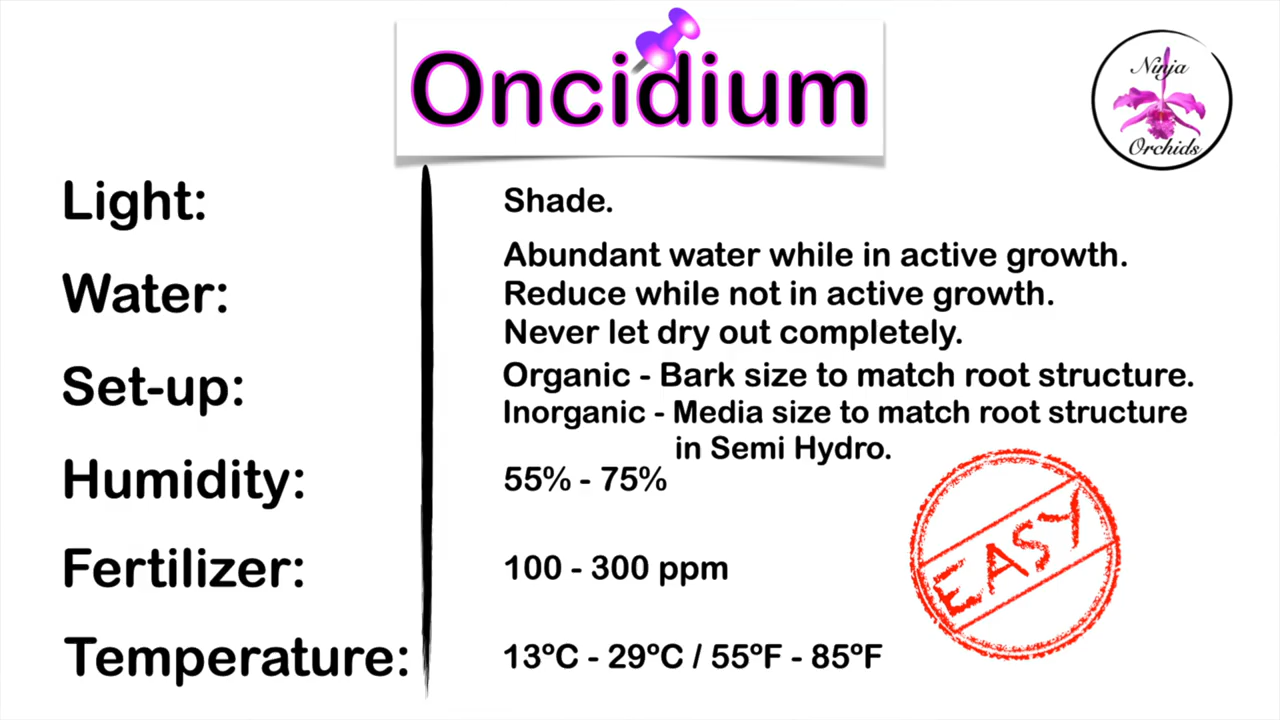 Oncidium
Ninja
Orchids
Light:
Shade.
Water:
Abundant water while in active growth.
Reduce while not in active growth.
Never let dry out completely.
Set-up:
Organic - Bark size to match root structure.
Inorganic - Media size to match root structure
in Semi Hydro.
Humidity:
55% - 75%
EASY
Fertilizer:
100 - 300 ppm
Temperature:
13ºC - 29ºC / 55ºF - 85ºF